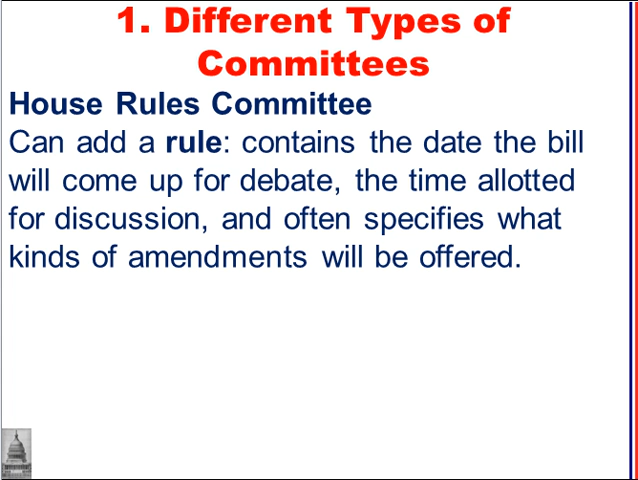 1. Different Types of
Committees
House Rules Committee
Can add a rule: contains the date the bill
will come up for debate, the time allotted
for discussion, and often specifies what
kinds of amendments will be offered.